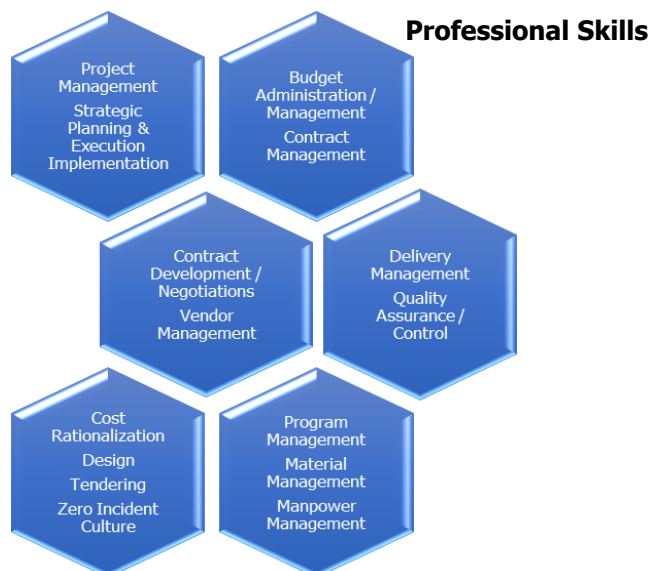 Professional Skills
Project
Management
Strategic
Planning &
Execution
Implementation
Budget
Administration /
Management
Contract
Management
Contract
Development /
Negotiations
Vendor
Management
Delivery
Management
Quality
Assurance /
Control
Cost
Rationalization
Design
Tendering
Zero Incident
Culture
Program
Management
Material
Management
Manpower
Management